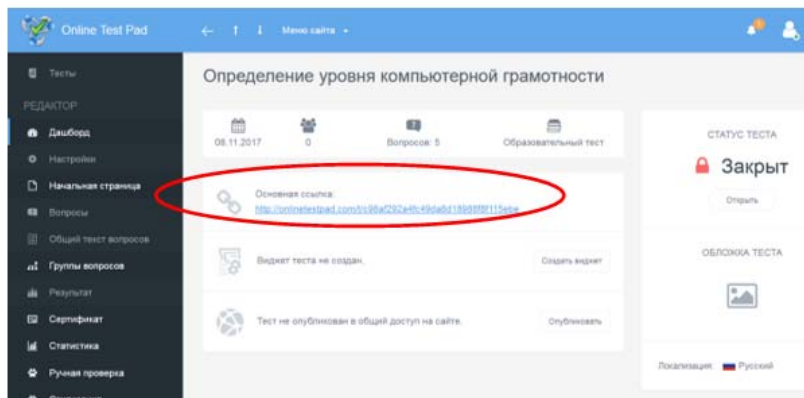 Online Test Pad
Меню сайта
Тесты
РЕДАКТОР
Дашборд
Настройки
Начальная страница
Вопросы
Общий текст вопросов
Группы вопросов
Результат
Сертификат
Статистика
Ручная проверка
Определение уровня компьютерной грамотности
08.11.2017
0
Вопросов: 5
Образовательный тест
Основная ссылка:
Виджет теста не создан.
Создать виджет
Тест не опубликован в общий доступ на сайте.
Опубликовать
СТАТУС ТЕСТА
Закрыт
Открыть
ОБЛОЖКА ТЕСТА
Локализация: Русский